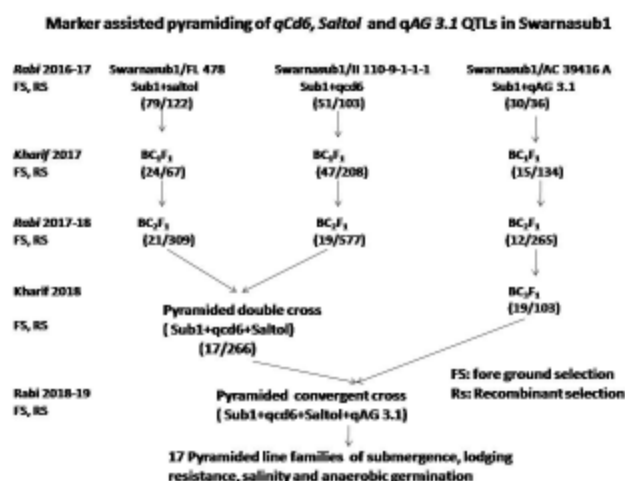 Marker assisted pyramiding of qCd6, Saltol and qAG 3.1 QTLs in Swarnasub1
Rabi 2016-17
FS, RS
Swarnasub1/FL 478
Sub1+saltol
(79/122)
Swarnasub1/II 110-9-1-1-1
Sub1+qcd6
(51/103)
Swarnasub1/AC 39416 A
Sub1+qAG 3.1
(30/36)
Kharif 2017
FS, RS
BC₁F₁
(24/67)
BC₁F₁
(47/208)
BC₁F₁
(15/134)
Rabi 2017-18
FS, RS
BC₂F₁
(21/309)
BC₂F₁
(19/577)
BC₂F₁
(12/265)
Kharif 2018
FS, RS
Pyramided double cross
( Sub1+qcd6+Saltol)
(17/266)
BC₃F₁
(19/103)
FS: fore ground selection
Rs: Recombinant selection
Rabi 2018-19
FS, RS
Pyramided convergent cross
( Sub1+qcd6+Saltol+qAG 3.1)
17 Pyramided line families of submergence, lodging
resistance, salinity and anaerobic germination